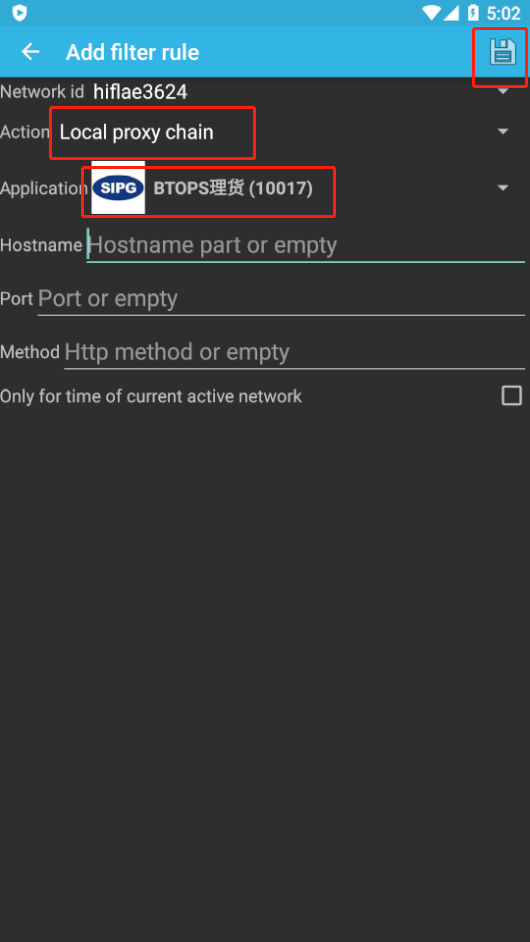 5:02
Add filter rule
Network id hiflae3624
Action Local proxy chain
Application SIPG BTOPS理货 (10017)
Hostname Hostname part or empty
Port Port or empty
Method Http method or empty
Only for time of current active network